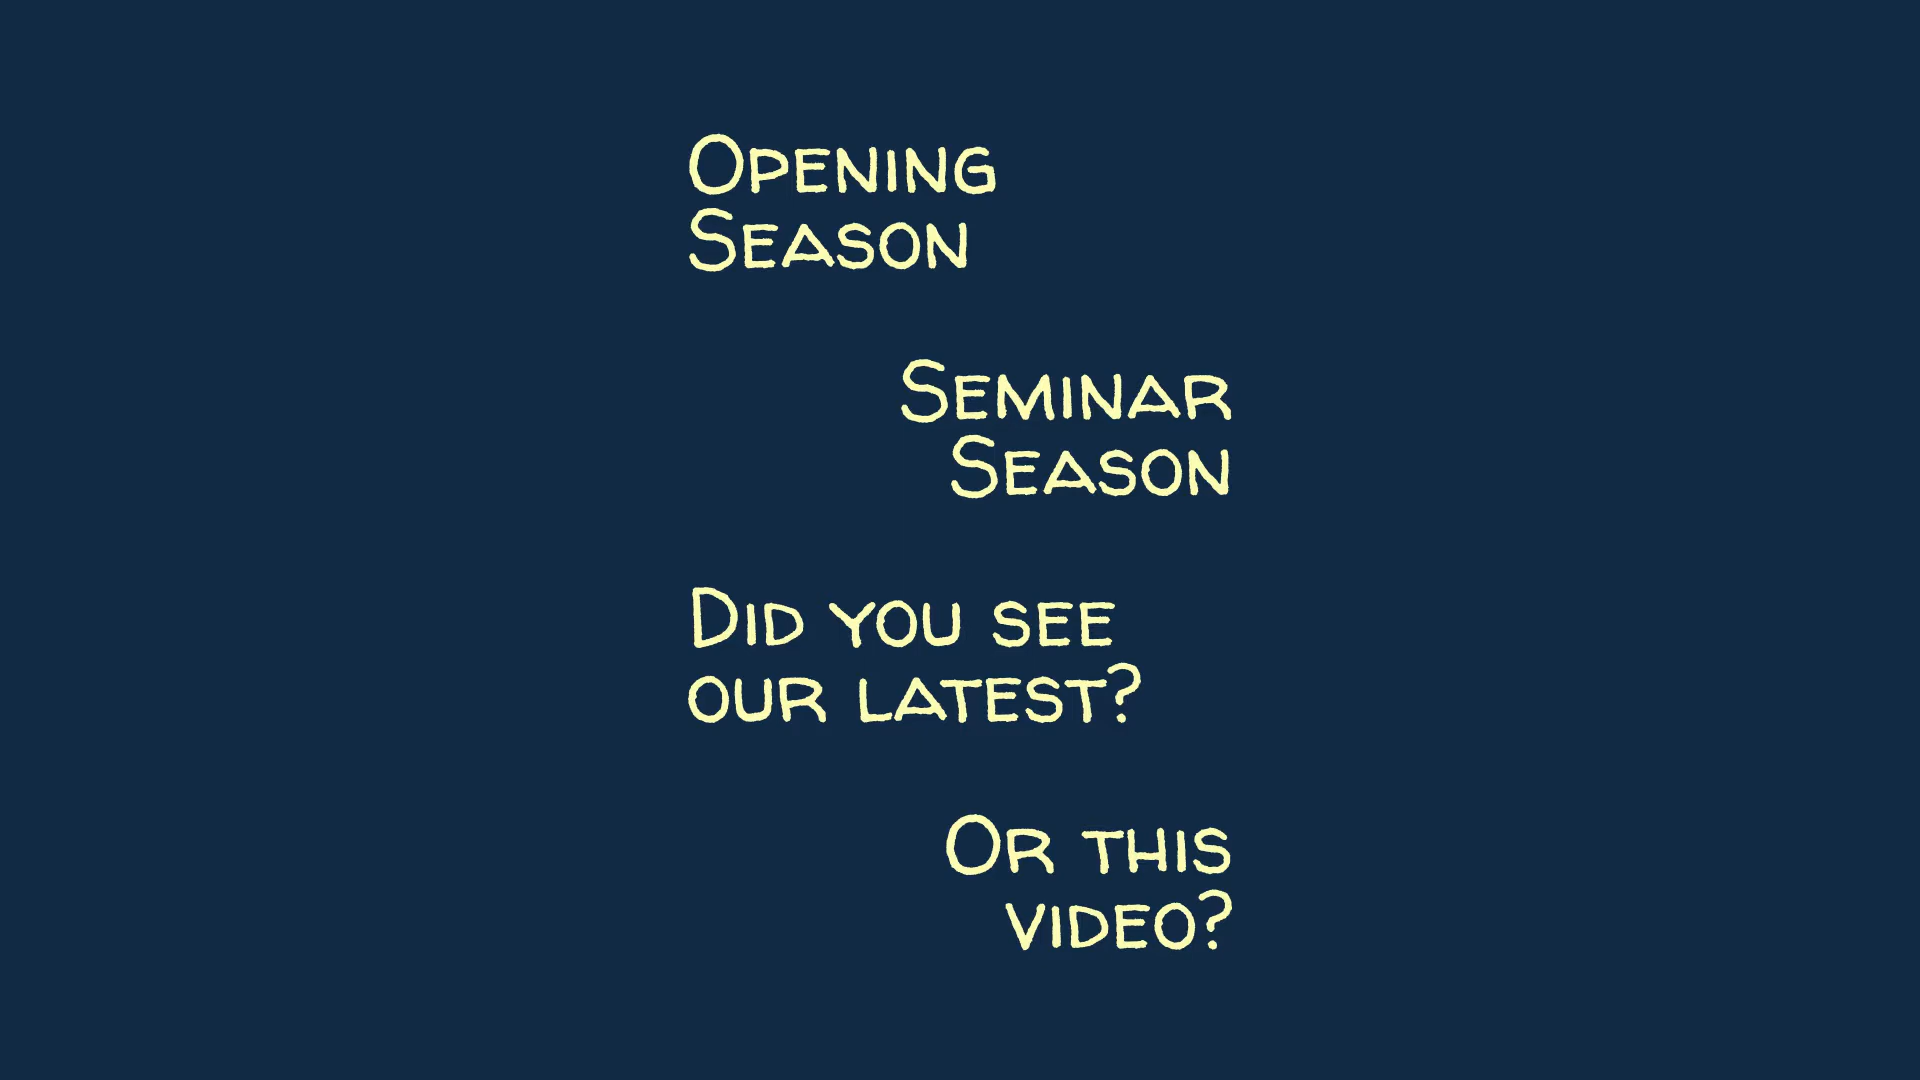 Opening
Season
Seminar
Season
Did you see
our latest?
Or this
video?